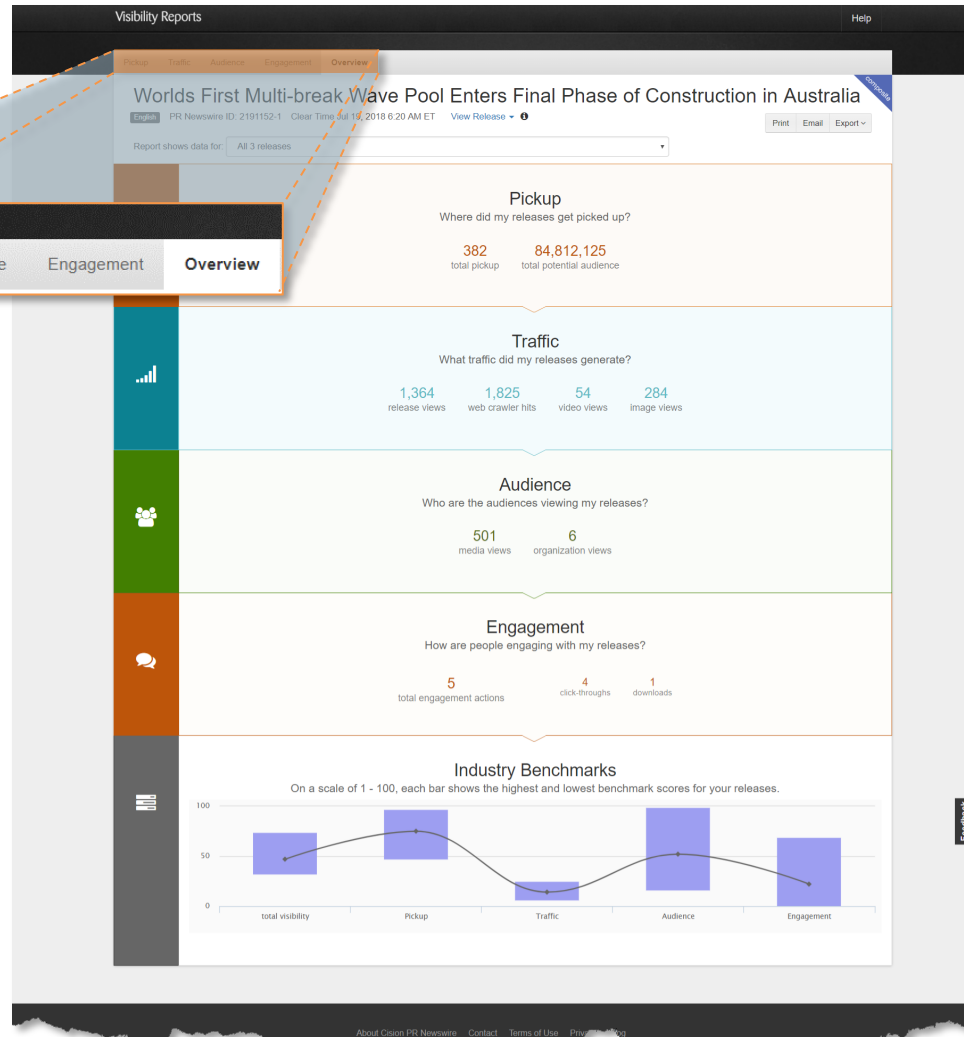 Visibility Reports
Help
Pickup Traffic Audience Engagement Overview
Worlds First Multi-break Wave Pool Enters Final Phase of Construction in Australia
composite
English PR Newswire ID: 2191152-1 Clear Time Jul 19, 2018 6:20 AM ET View Release
Print Email Export
Report shows data for: All 3 releases
e Engagement Overview
Pickup
Where did my releases get picked up?
382 84,812,125
total pickup total potential audience
Traffic
What traffic did my releases generate?
1,364 1,825 54 284
release views web crawler hits video views image views
Audience
Who are the audiences viewing my releases?
501 6
media views organization views
Engagement
How are people engaging with my releases?
5 4 1
total engagement actions click-throughs downloads
Industry Benchmarks
On a scale of 1 - 100, each bar shows the highest and lowest benchmark scores for your releases.
100
50
0
total visibility Pickup Traffic Audience Engagement
Feedback
About Cision PR Newswire Contact Terms of Use